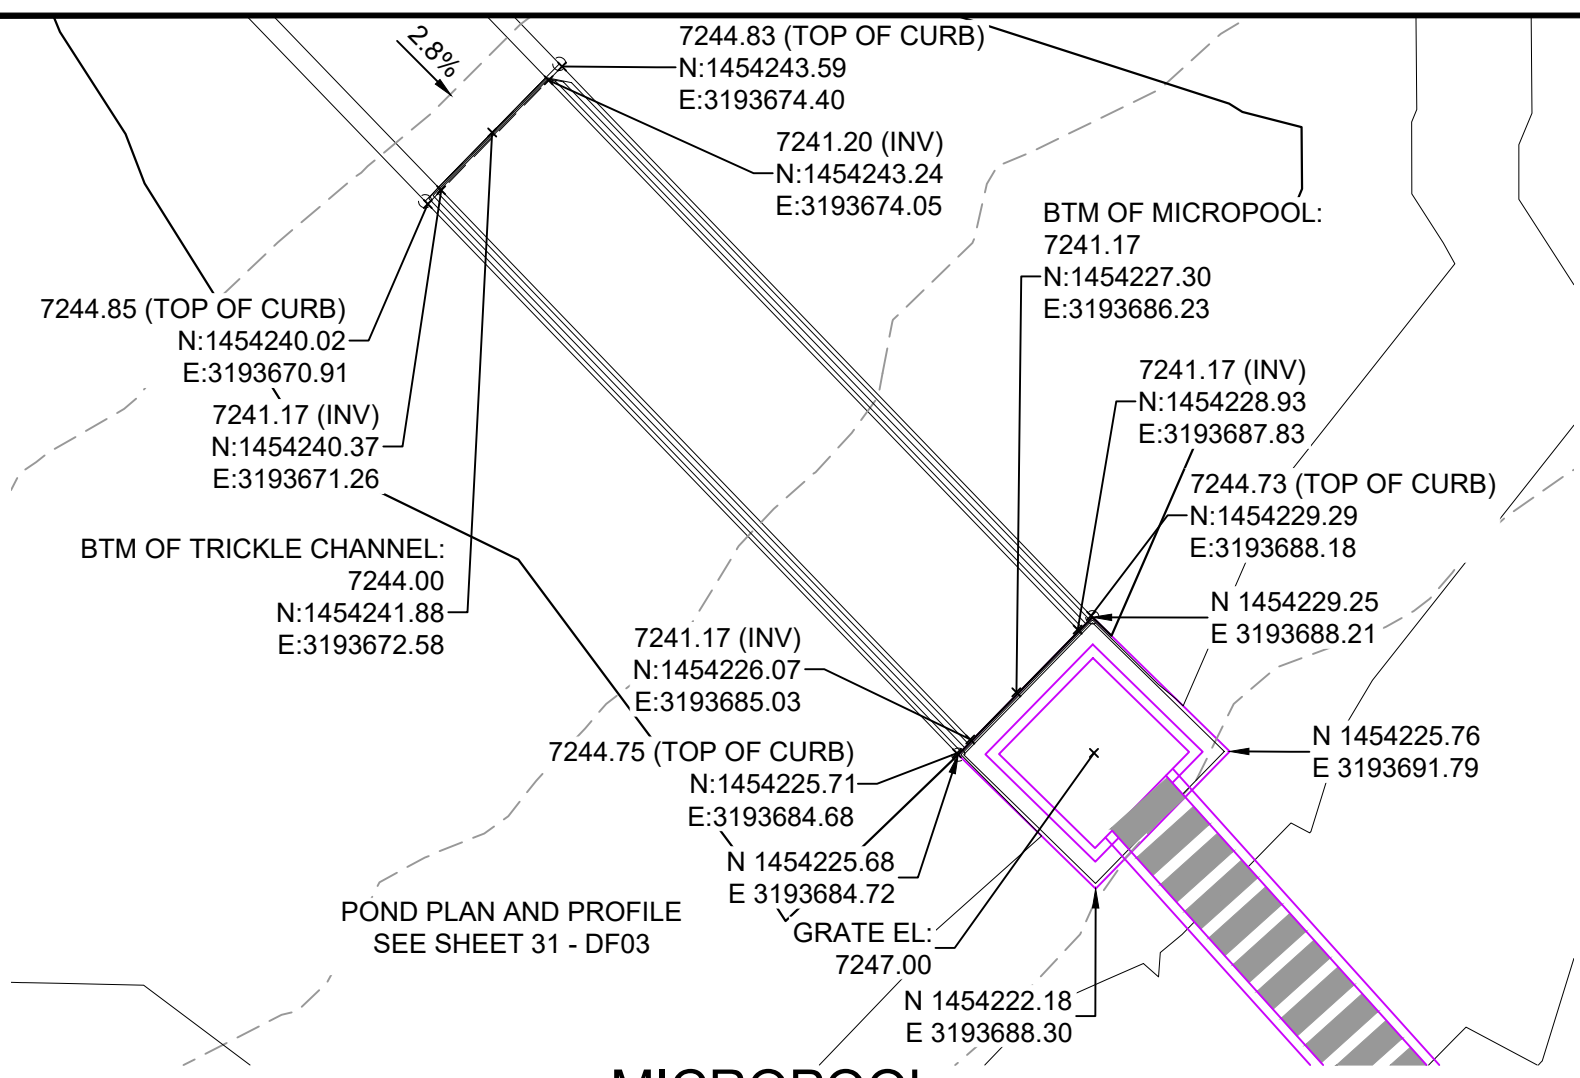 2.8%
7244.83 (TOP OF CURB)
N:1454243.59
E:3193674.40
7241.20 (INV)
N:1454243.24
E:3193674.05
BTM OF MICROPOOL:
7241.17
N:1454227.30
E:3193686.23
7244.85 (TOP OF CURB)
N:1454240.02
E:3193670.91
7241.17 (INV)
N:1454228.93
E:3193687.83
7241.17 (INV)
N:1454240.37
E:3193671.26
7244.73 (TOP OF CURB)
N:1454229.29
E:3193688.18
BTM OF TRICKLE CHANNEL:
7244.00
N:1454241.88
E:3193672.58
N 1454229.25
E 3193688.21
7241.17 (INV)
N:1454226.07
E:3193685.03
7244.75 (TOP OF CURB)
N:1454225.71
E:3193684.68
N 1454225.76
E 3193691.79
N 1454225.68
E 3193684.72
POND PLAN AND PROFILE
SEE SHEET 31 - DF03
GRATE EL:
7247.00
N 1454222.18
E 3193688.30
MICROPOOL